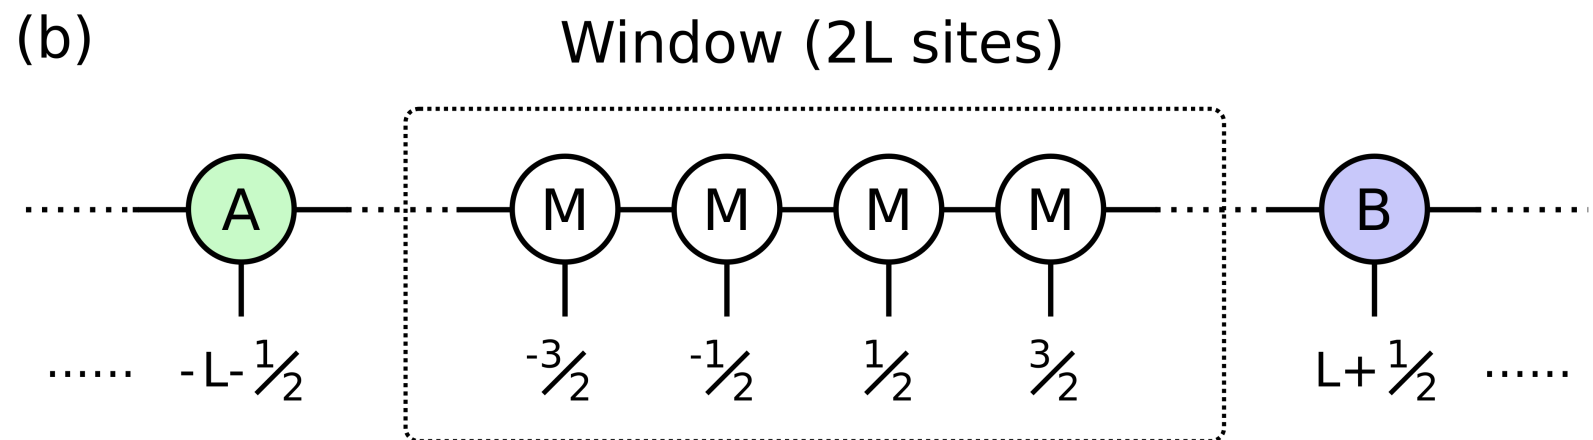 (b) Window (2L sites)
A M M M M B
...... -L-1/2 -3/2 -1/2 1/2 3/2 L+1/2 ......